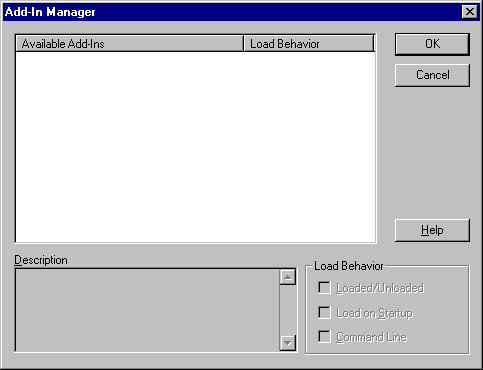 Add-In Manager
Available Add-Ins Load Behavior
OK
Cancel
Help
Description
Load Behavior
Loaded/Unloaded
Load on Startup
Command Line